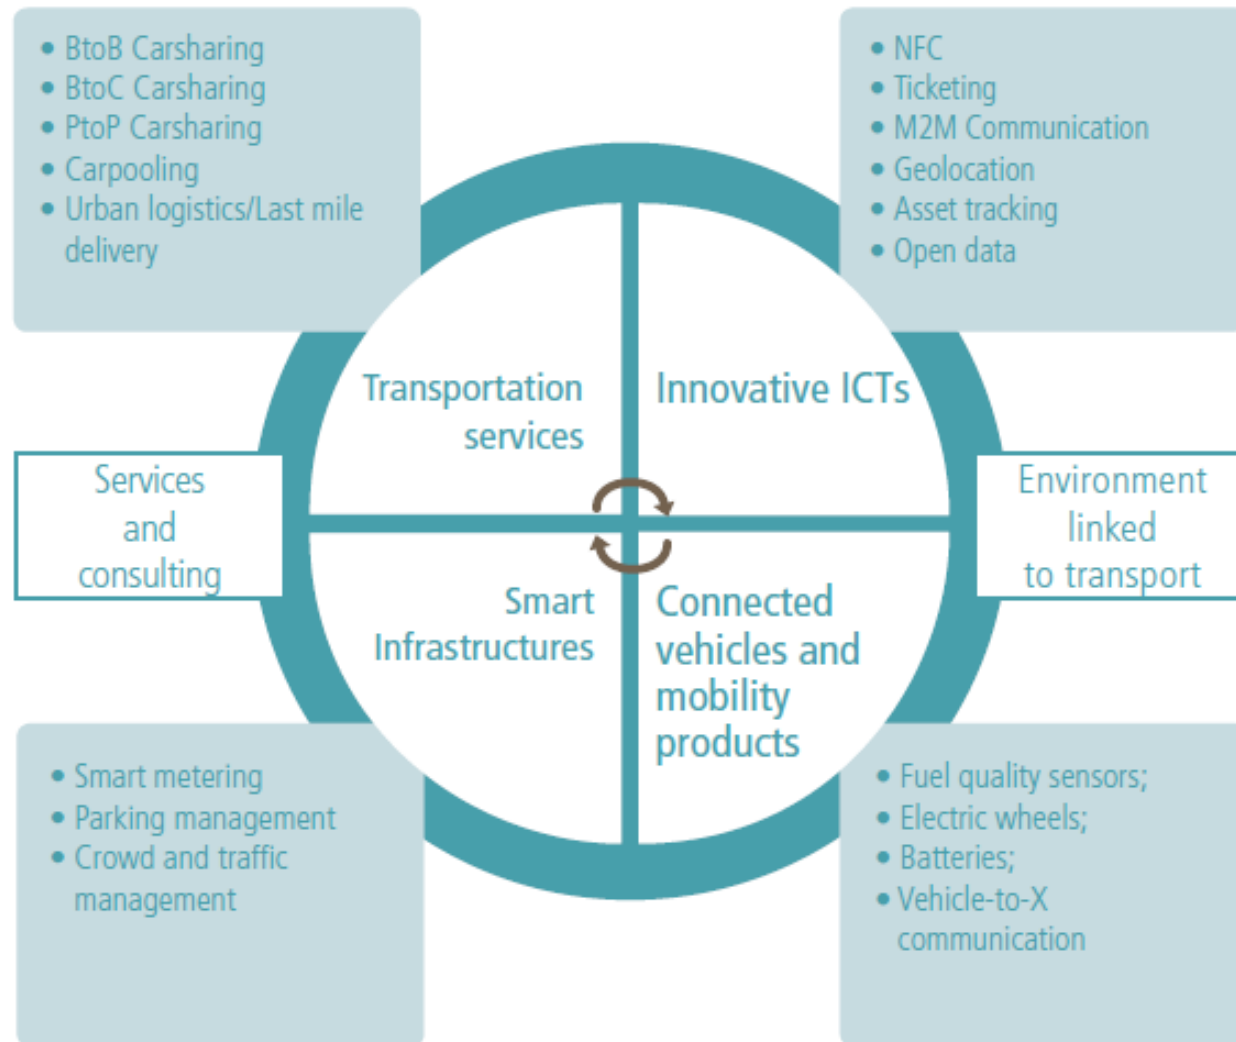 • BtoB Carsharing
• BtoC Carsharing
• PtoP Carsharing
• Carpooling
• Urban logistics/Last mile
delivery
• NFC
• Ticketing
• M2M Communication
• Geolocation
• Asset tracking
• Open data
Transportation
services
Innovative ICTs
Services
and
consulting
Environment
linked
to transport
Smart
Infrastructures
Connected
vehicles and
mobility
products
• Smart metering
• Parking management
• Crowd and traffic
management
• Fuel quality sensors;
• Electric wheels;
• Batteries;
• Vehicle-to-X
communication